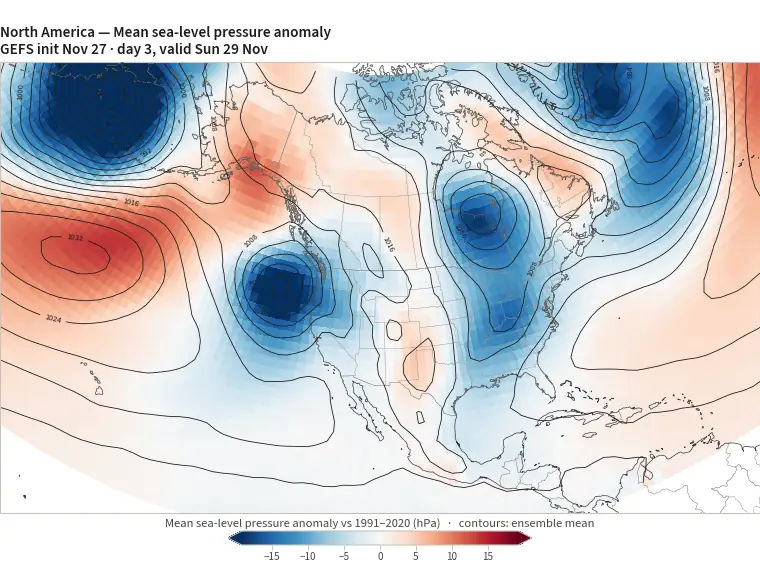 North America — Mean sea-level pressure anomaly
GEFS init Nov 27 · day 3, valid Sun 29 Nov
1000
1016
1008
1016
1032
1008
1016
1008
1024
Mean sea-level pressure anomaly vs 1991–2020 (hPa) · contours: ensemble mean
−15 −10 −5 0 5 10 15